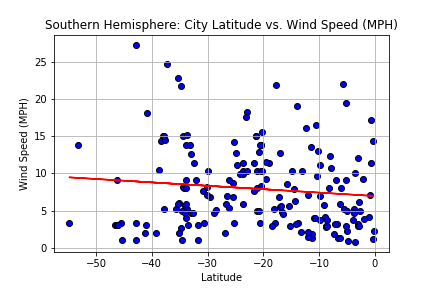 Southern Hemisphere: City Latitude vs. Wind Speed (MPH)
25
20
15
10
5
0
Wind Speed (MPH)
−50 −40 −30 −20 −10 0
Latitude